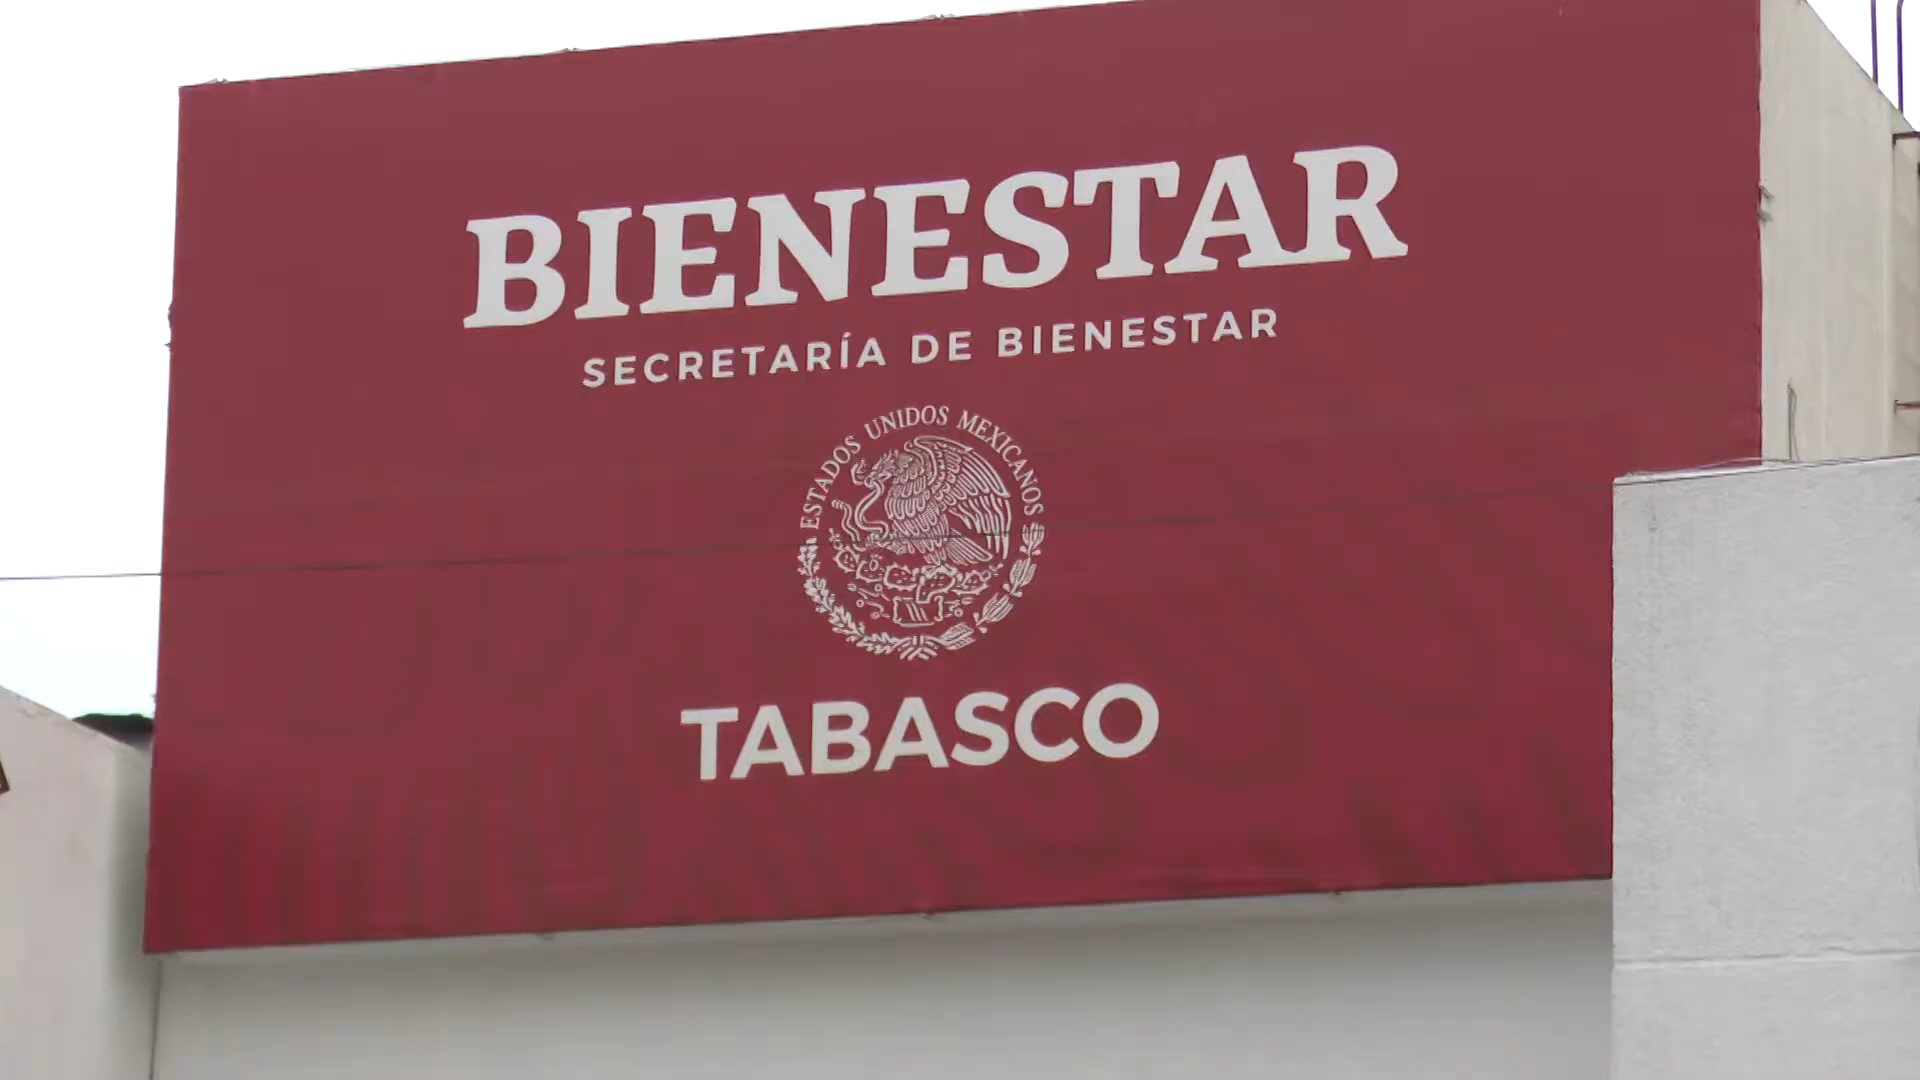 BIENESTAR
SECRETARÍA DE BIENESTAR
ESTADOS UNIDOS MEXICANOS
TABASCO